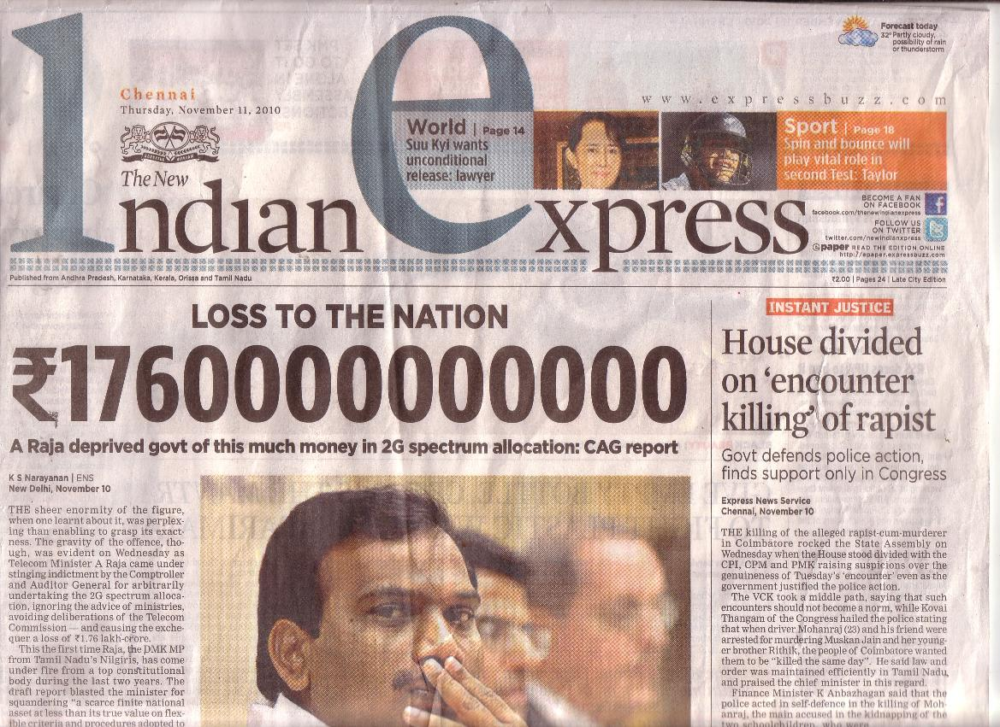 Forecast today
32° Partly cloudy,
possibility of rain
or thunderstorm
Chennai
Thursday, November 11, 2010
www.expressbuzz.com
World | Page 14
Suu Kyi wants
unconditional
release: lawyer
Sport | Page 18
Spin and bounce will
play vital role in
second Test: Taylor
The New
Indian express
BECOME A FAN
ON FACEBOOK
facebook.com/thenewindianexpress
FOLLOW US
ON TWITTER
twitter.com/newindianxpress
@paper READ THE EDITION ONLINE
http://epaper.expressbuzz.com
Published from Andhra Pradesh, Karnataka, Kerala, Orissa and Tamil Nadu
₹2.00 | Pages 24 | Late City Edition
LOSS TO THE NATION
₹1760000000000
A Raja deprived govt of this much money in 2G spectrum allocation: CAG report
K S Narayanan | ENS
New Delhi, November 10
THE sheer enormity of the figure,
when one learnt about it, was perplex-
ing than enabling to grasp its exact-
ness. The gravity of the offence, tho-
ugh, was evident on Wednesday as
Telecom Minister A Raja came under
stinging indictment by the Comptroller
and Auditor General for arbitrarily
undertaking the 2G spectrum alloca-
tion, ignoring the advice of ministries,
avoiding deliberations of the Telecom
Commission — and causing the exche-
quer a loss of ₹1.76 lakh-crore.
This the first time Raja, the DMK MP
from Tamil Nadu's Nilgiris, has come
under fire from a top constitutional
body during the last two years. The
draft report blasted the minister for
squandering “a scarce finite national
asset at less than its true value on flex-
ible criteria and procedures adopted to
INSTANT JUSTICE
House divided
on ‘encounter
killing’ of rapist
Govt defends police action,
finds support only in Congress
Express News Service
Chennai, November 10
THE killing of the alleged rapist-cum-murderer
in Coimbatore rocked the State Assembly on
Wednesday when the House stood divided with the
CPI, CPM and PMK raising suspicions over the
genuineness of Tuesday's ‘encounter’ even as the
government justified the police action.
The VCK took a middle path, saying that such
encounters should not become a norm, while Kovai
Thangam of the Congress hailed the police stating
that when driver Mohanraj (23) and his friend were
arrested for murdering Muskan Jain and her young-
er brother Rithik, the people of Coimbatore wanted
them to be “killed the same day”. He said law and
order was maintained efficiently in Tamil Nadu,
and praised the chief minister in this regard.
Finance Minister K Anbazhagan said that the
police acted in self-defence in the killing of Moh-
anraj, the main accused in the kidnapping of the
two schoolchildren, who were